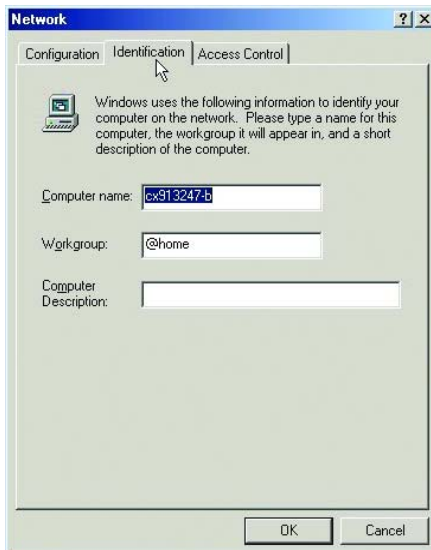 Network
Configuration Identification Access Control
Windows uses the following information to identify your
computer on the network. Please type a name for this
computer, the workgroup it will appear in, and a short
description of the computer.
Computer name: cx913247-b
Workgroup: @home
Computer
Description:
OK Cancel